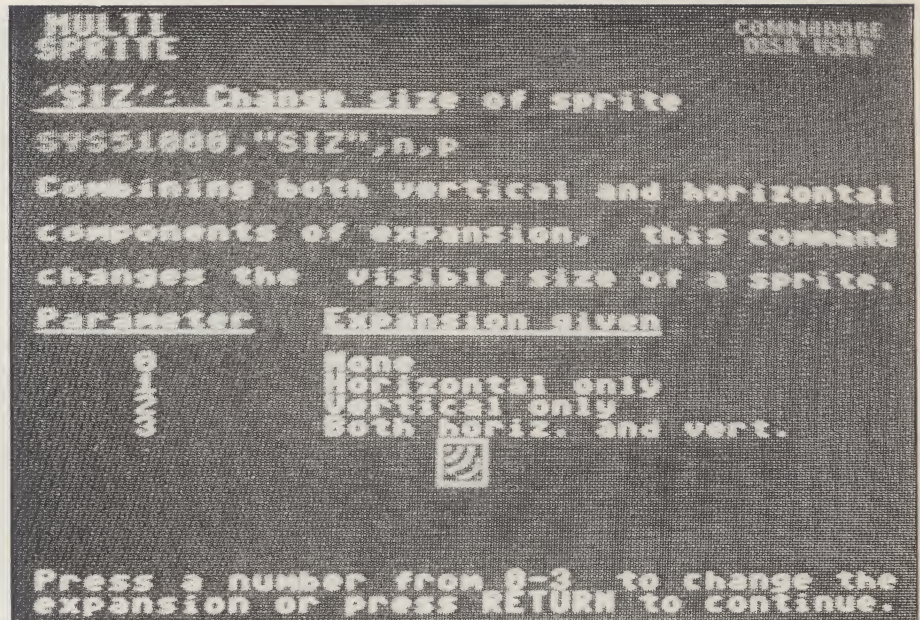 MULTI
SPRITE
COMMODORE
DISK USER
'SIZ': Change size of sprite
SYS51000,"SIZ",n,p
Combining both vertical and horizontal
components of expansion, this command
changes the visible size of a sprite.
Parameter Expansion given
0 None
1 Horizontal only
2 Vertical only
3 Both horiz. and vert.
Press a number from 0-3 to change the
expansion or press RETURN to continue.